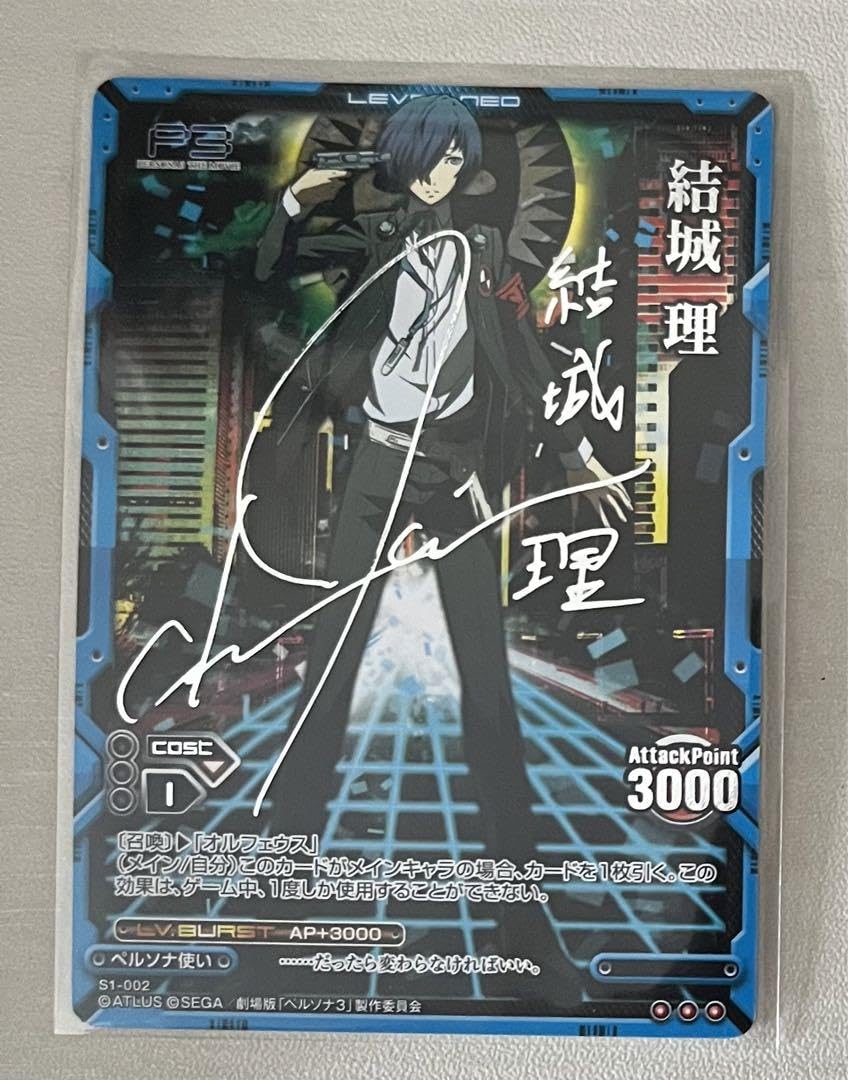 LEVEL NEO
P3
PERSONA3 THE MOVIE
結城 理
結城
理
cost
1
AttackPoint
3000
〔召喚〕▶「オルフェウス」
(メイン/自分)このカードがメインキャラの場合、カードを1枚引く。この
効果は、ゲーム中、1度しか使用することができない。
LV.BURST AP+3000
ペルソナ使い
……だったら変わらなければいい。
S1-002
©ATLUS ©SEGA/劇場版「ペルソナ3」製作委員会